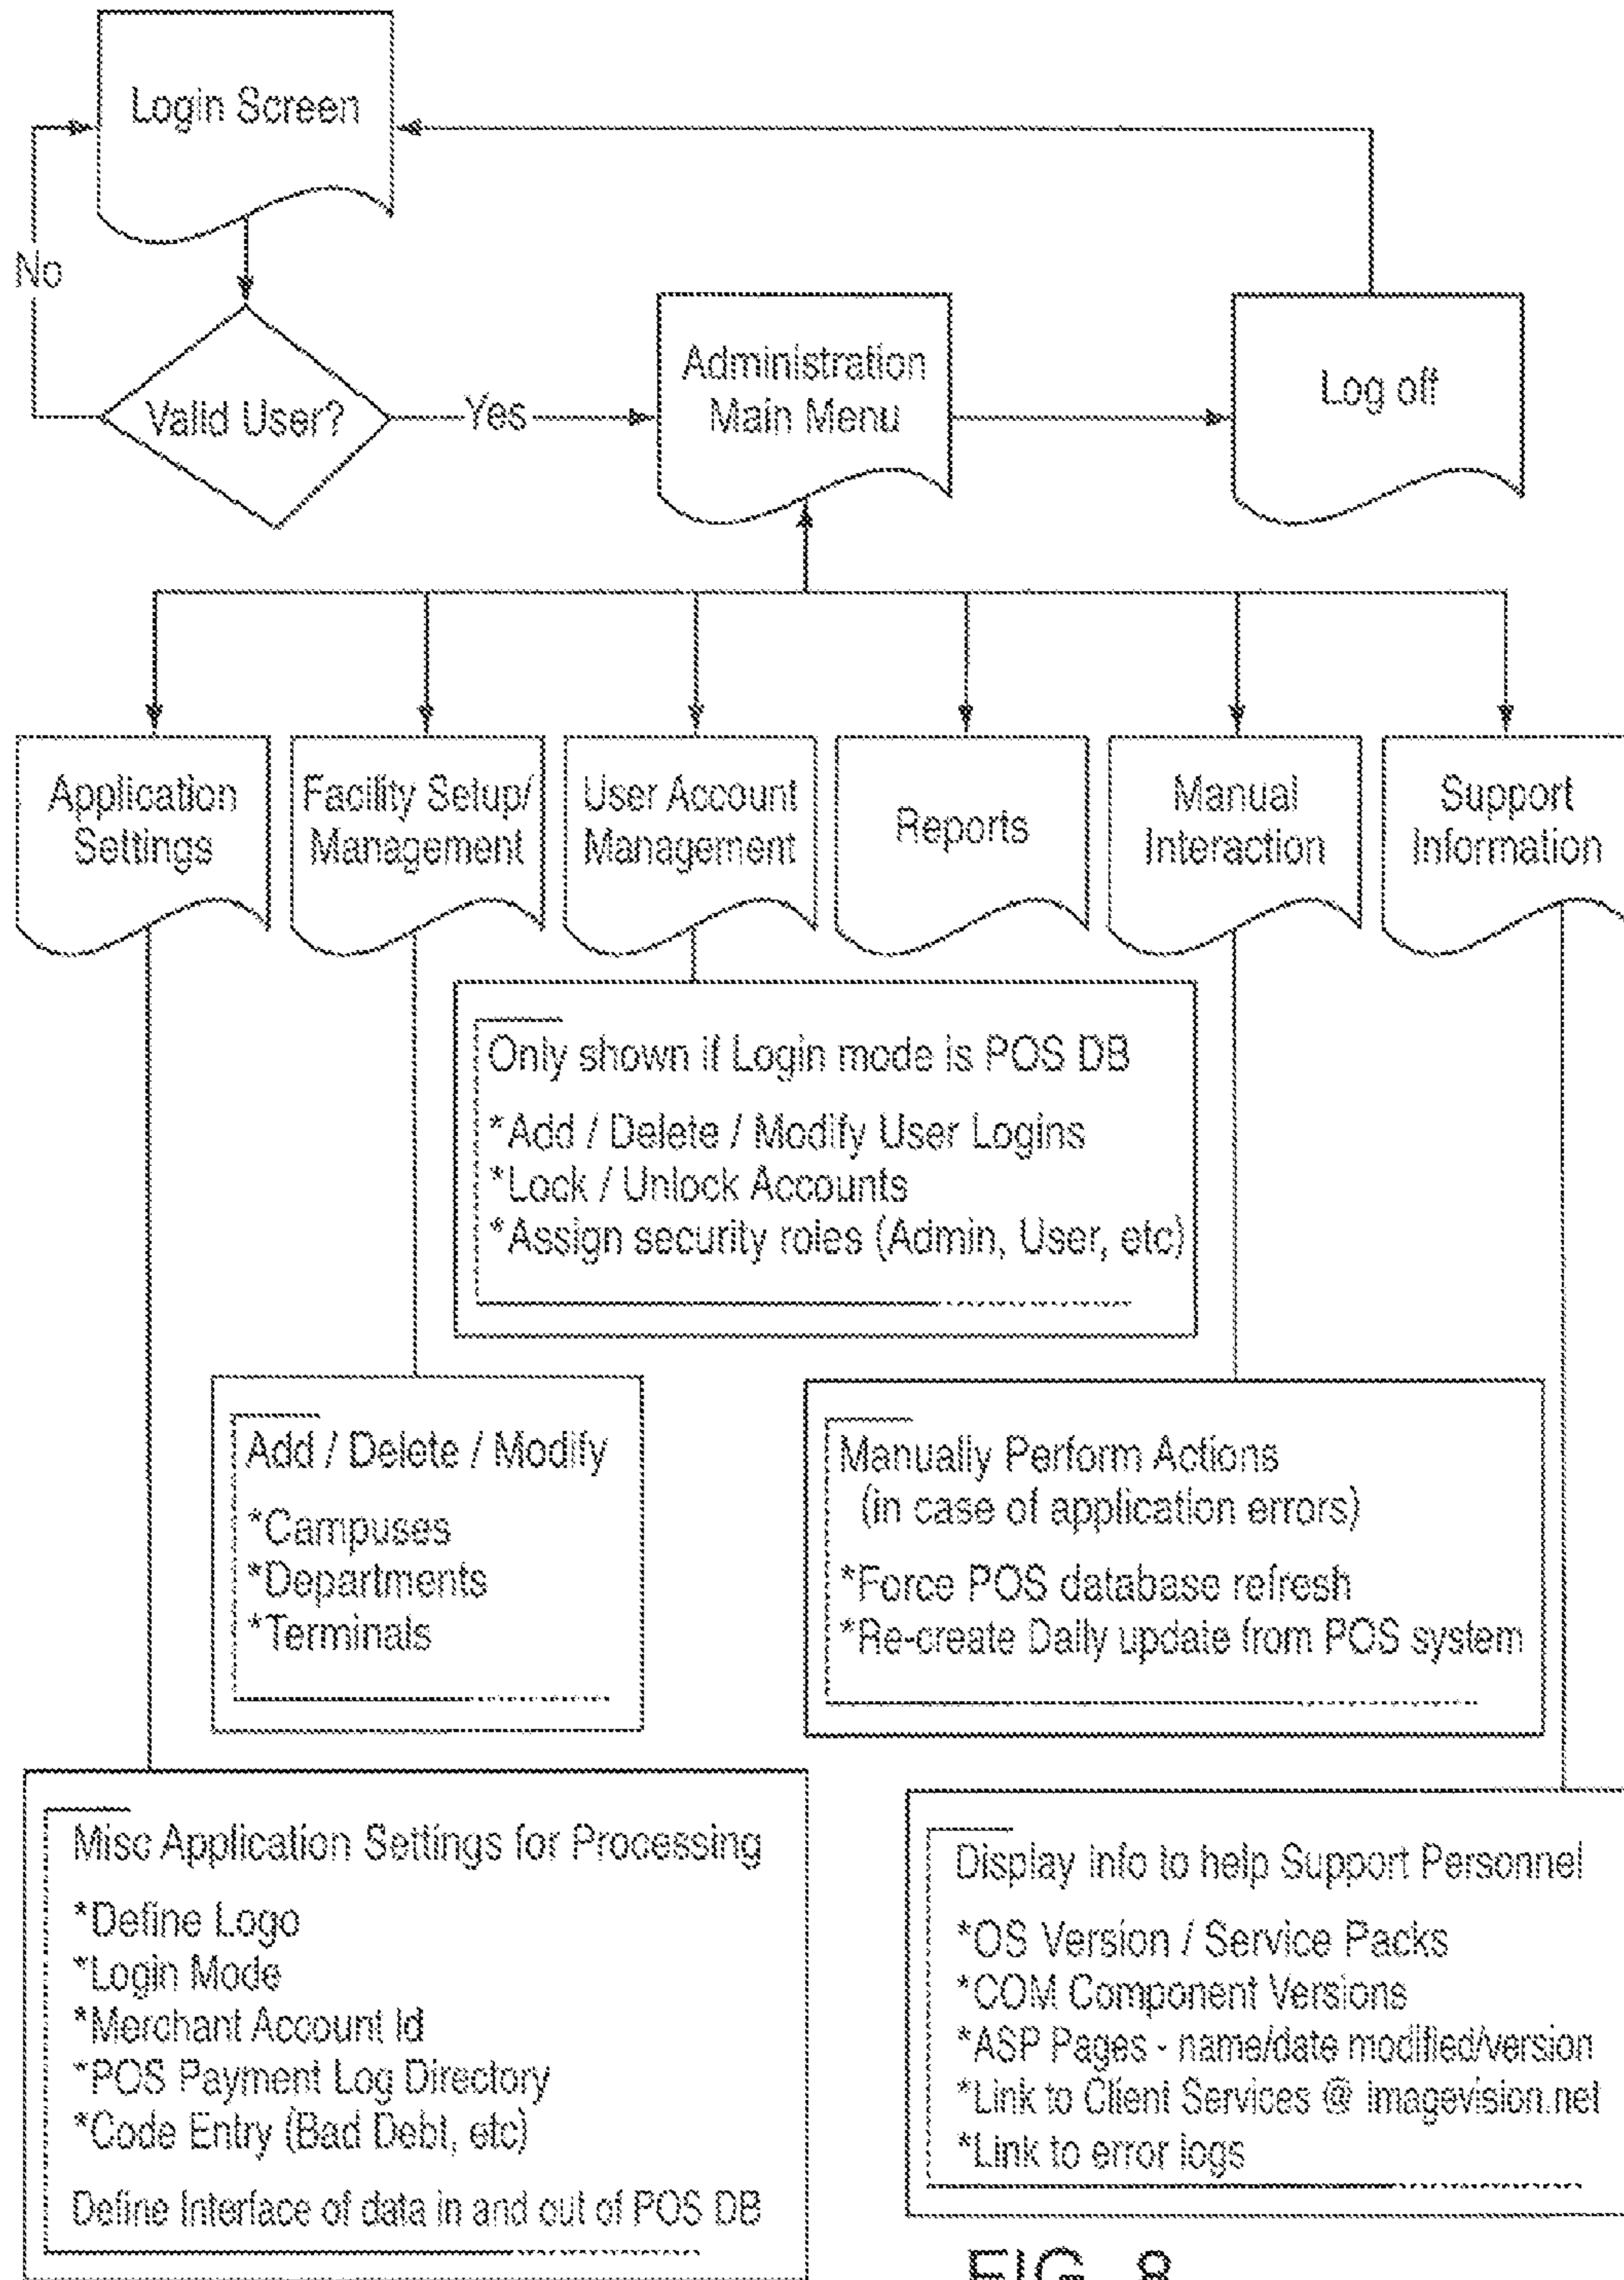 Login Screen
No
Valid User?
Yes
Administration
Main Menu
Log off
Application
Settings
Facility Setup/
Management
User Account
Management
Reports
Manual
Interaction
Support
Information
Only shown if Login mode is POS DB
*Add / Delete / Modify User Logins
*Lock / Unlock Accounts
*Assign security roles (Admin, User, etc)
Add / Delete / Modify
*Campuses
*Departments
*Terminals
Manually Perform Actions
(in case of application errors)
*Force POS database refresh
*Re-create Daily update from POS system
Misc Application Settings for Processing
*Define Logo
*Login Mode
*Merchant Account Id
*POS Payment Log Directory
*Code Entry (Bad Debt, etc)
Define Interface of data in and out of POS DB
Display info to help Support Personnel
*OS Version / Service Packs
*COM Component Versions
*ASP Pages - name/date modified/version
*Link to Client Services @ imagevision.net
*Link to error logs
FIG. 8